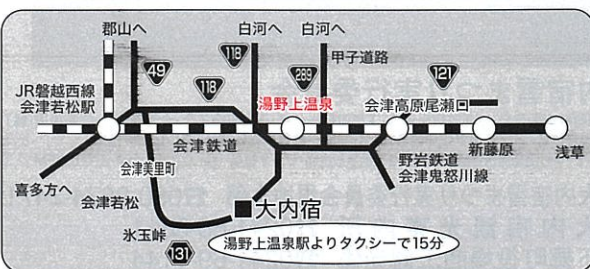 郡山へ
白河へ
白河へ
118
甲子道路
49
289
121
118
JR磐越西線
会津若松駅
湯野上温泉
会津高原尾瀬口
会津鉄道
新藤原
浅草
会津美里町
野岩鉄道
会津鬼怒川線
喜多方へ
会津若松
■大内宿
氷玉峠
131
湯野上温泉駅よりタクシーで15分